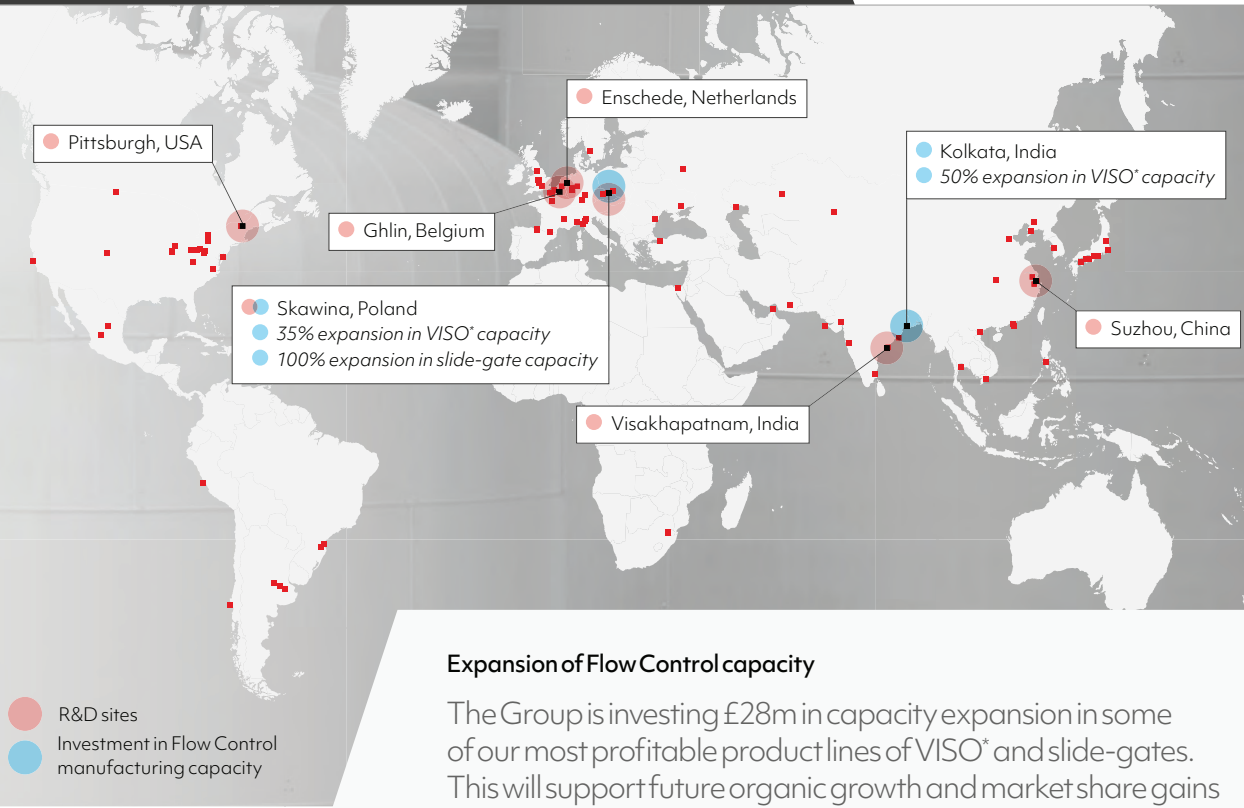 Enschede, Netherlands
Pittsburgh, USA
Kolkata, India
50% expansion in VISO* capacity
Ghlin, Belgium
Skawina, Poland
35% expansion in VISO* capacity
100% expansion in slide-gate capacity
Suzhou, China
Visakhapatnam, India
R&D sites
Investment in Flow Control
manufacturing capacity
Expansion of Flow Control capacity
The Group is investing £28m in capacity expansion in some
of our most profitable product lines of VISO* and slide-gates.
This will support future organic growth and market share gains